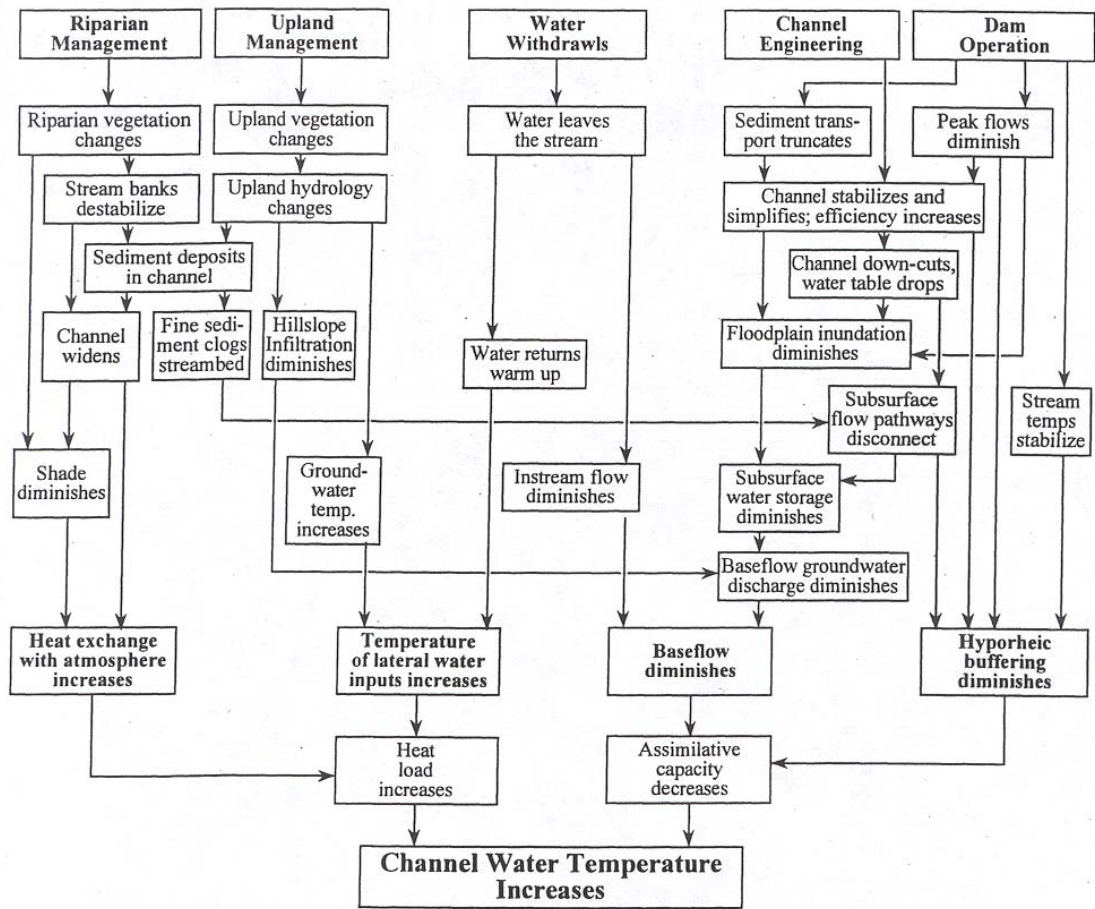 Riparian
Management
Upland
Management
Water
Withdrawls
Channel
Engineering
Dam
Operation
Riparian vegetation
changes
Upland vegetation
changes
Water leaves
the stream
Sediment trans-
port truncates
Peak flows
diminish
Stream banks
destabilize
Upland hydrology
changes
Channel stabilizes and
simplifies; efficiency increases
Sediment deposits
in channel
Channel down-cuts,
water table drops
Channel
widens
Fine sedi-
ment clogs
streambed
Hillslope
Infiltration
diminishes
Water returns
warm up
Floodplain inundation
diminishes
Subsurface
flow pathways
disconnect
Stream
temps
stabilize
Shade
diminishes
Ground-
water
temp.
increases
Instream flow
diminishes
Subsurface
water storage
diminishes
Baseflow groundwater
discharge diminishes
Heat exchange
with atmosphere
increases
Temperature
of lateral water
inputs increases
Baseflow
diminishes
Hyporheic
buffering
diminishes
Heat
load
increases
Assimilative
capacity
decreases
Channel Water Temperature
Increases